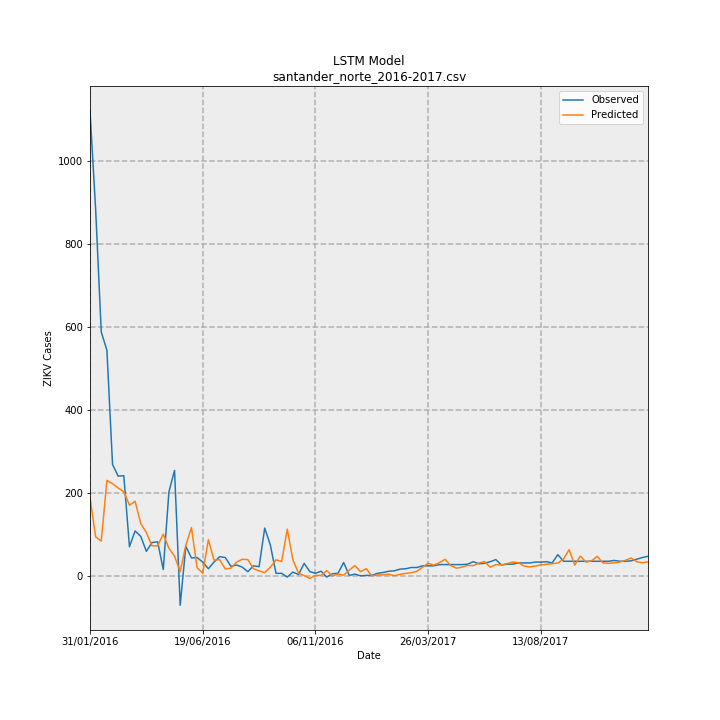 LSTM Model
santander_norte_2016-2017.csv
Observed
Predicted
1000
800
600
400
200
0
ZIKV Cases
31/01/2016
19/06/2016
06/11/2016
26/03/2017
13/08/2017
Date